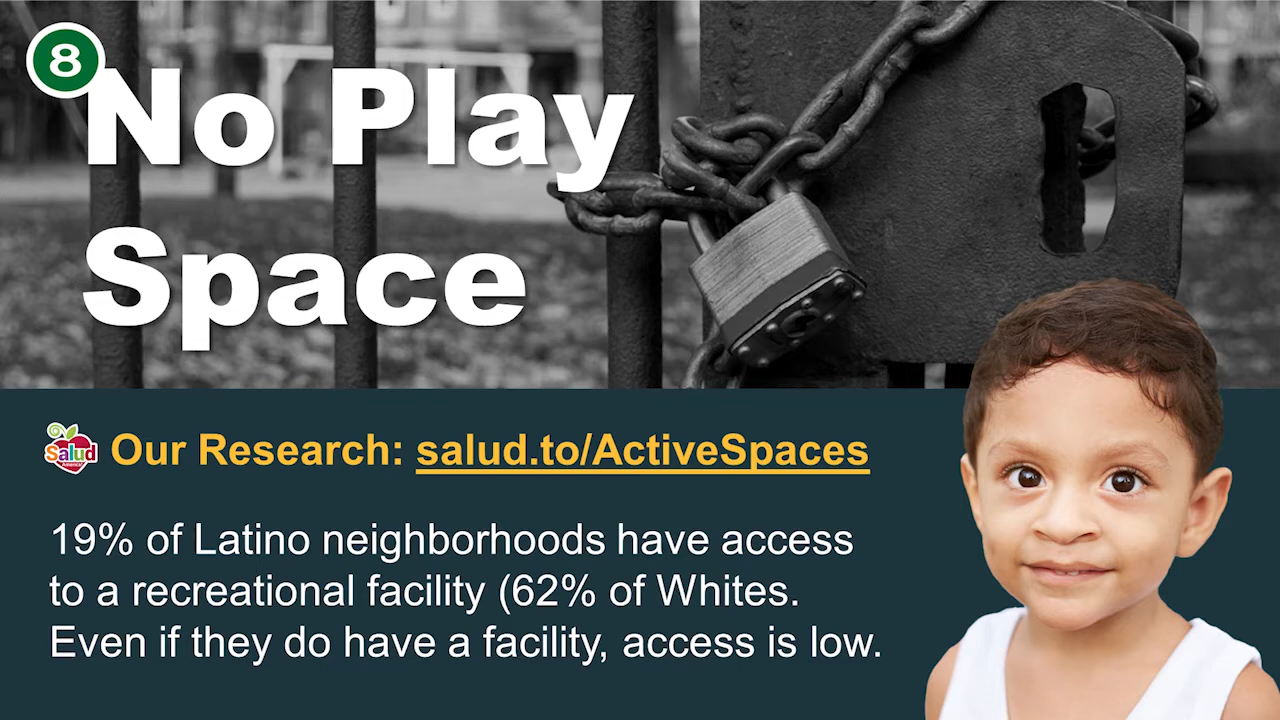 8
No Play
Space
Salud
America!
Our Research: salud.to/ActiveSpaces
19% of Latino neighborhoods have access
to a recreational facility (62% of Whites.
Even if they do have a facility, access is low.